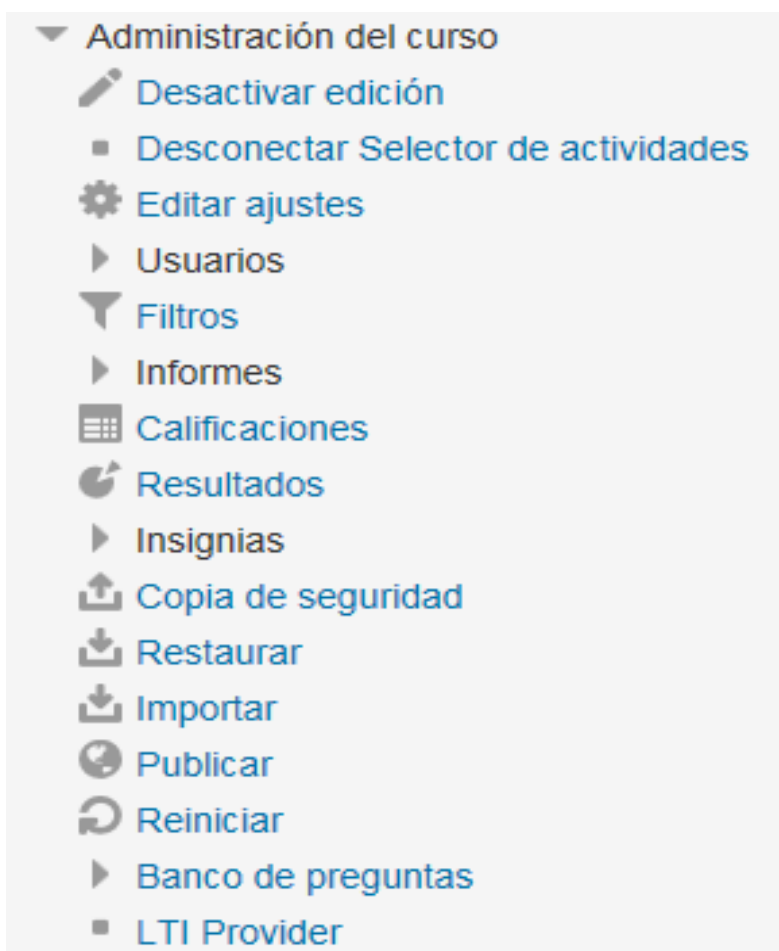 Administración del curso
Desactivar edición
Desconectar Selector de actividades
Editar ajustes
Usuarios
Filtros
Informes
Calificaciones
Resultados
Insignias
Copia de seguridad
Restaurar
Importar
Publicar
Reiniciar
Banco de preguntas
LTI Provider